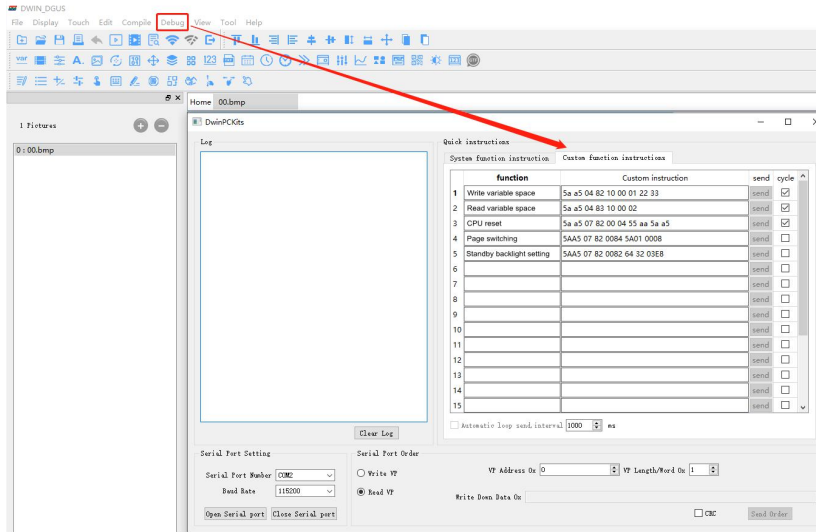 DWIN_DGUS
File Display Touch Edit Compile Debug View Tool Help
Home 00.bmp
1 Pictures
0 : 00.bmp
DwinPCKits
Log
Quick instructions
System function instruction Custom function instructions
function Custom instruction send cycle
1 Write variable space 5a a5 04 82 10 00 01 22 33 send
2 Read variable space 5a a5 04 83 10 00 02 send
3 CPU reset 5a a5 07 82 00 04 55 aa 5a a5 send
4 Page switching 5AA5 07 82 0084 5A01 0008 send
5 Standby backlight setting 5AA5 07 82 0082 64 32 03E8 send
6 send
7 send
8 send
9 send
10 send
11 send
12 send
13 send
14 send
15 send
Automatic loop send,interval 1000 ms
Clear Log
Serial Port Setting
Serial Port Number COM2
Baud Rate 115200
Open Serial port Close Serial port
Serial Port Order
Write VP
Read VP
VP Address 0x 0 VP Length/Word 0x 1
Write Down Data 0x
CRC Send Order